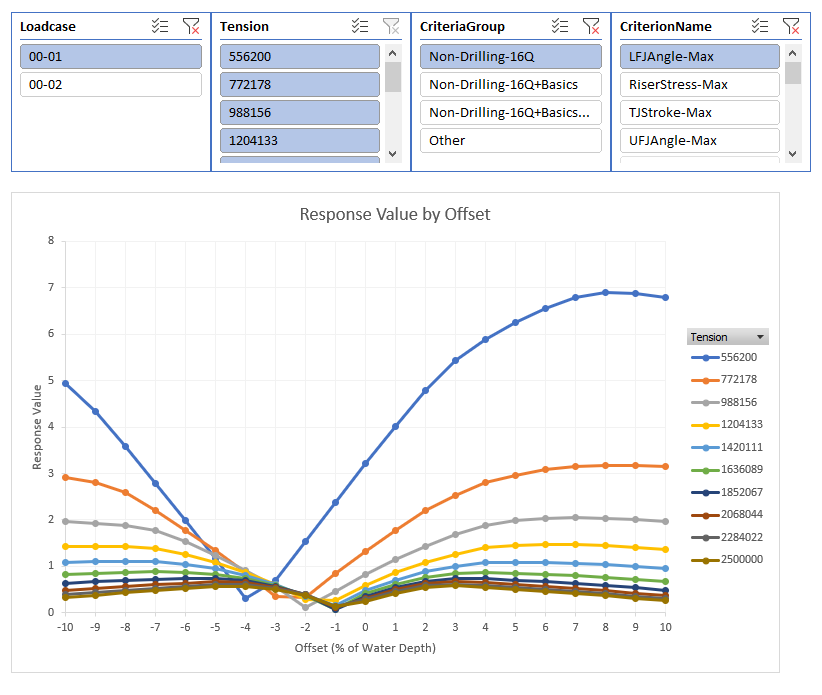 Loadcase
00-01
00-02
Tension
556200
772178
988156
1204133
CriteriaGroup
Non-Drilling-16Q
Non-Drilling-16Q+Basics
Non-Drilling-16Q+Basics...
Other
CriterionName
LFJAngle-Max
RiserStress-Max
TJStroke-Max
UFJAngle-Max
Response Value by Offset
Response Value
8
7
6
5
4
3
2
1
0
-10 -9 -8 -7 -6 -5 -4 -3 -2 -1 0 1 2 3 4 5 6 7 8 9 10
Offset (% of Water Depth)
Tension
556200
772178
988156
1204133
1420111
1636089
1852067
2068044
2284022
2500000